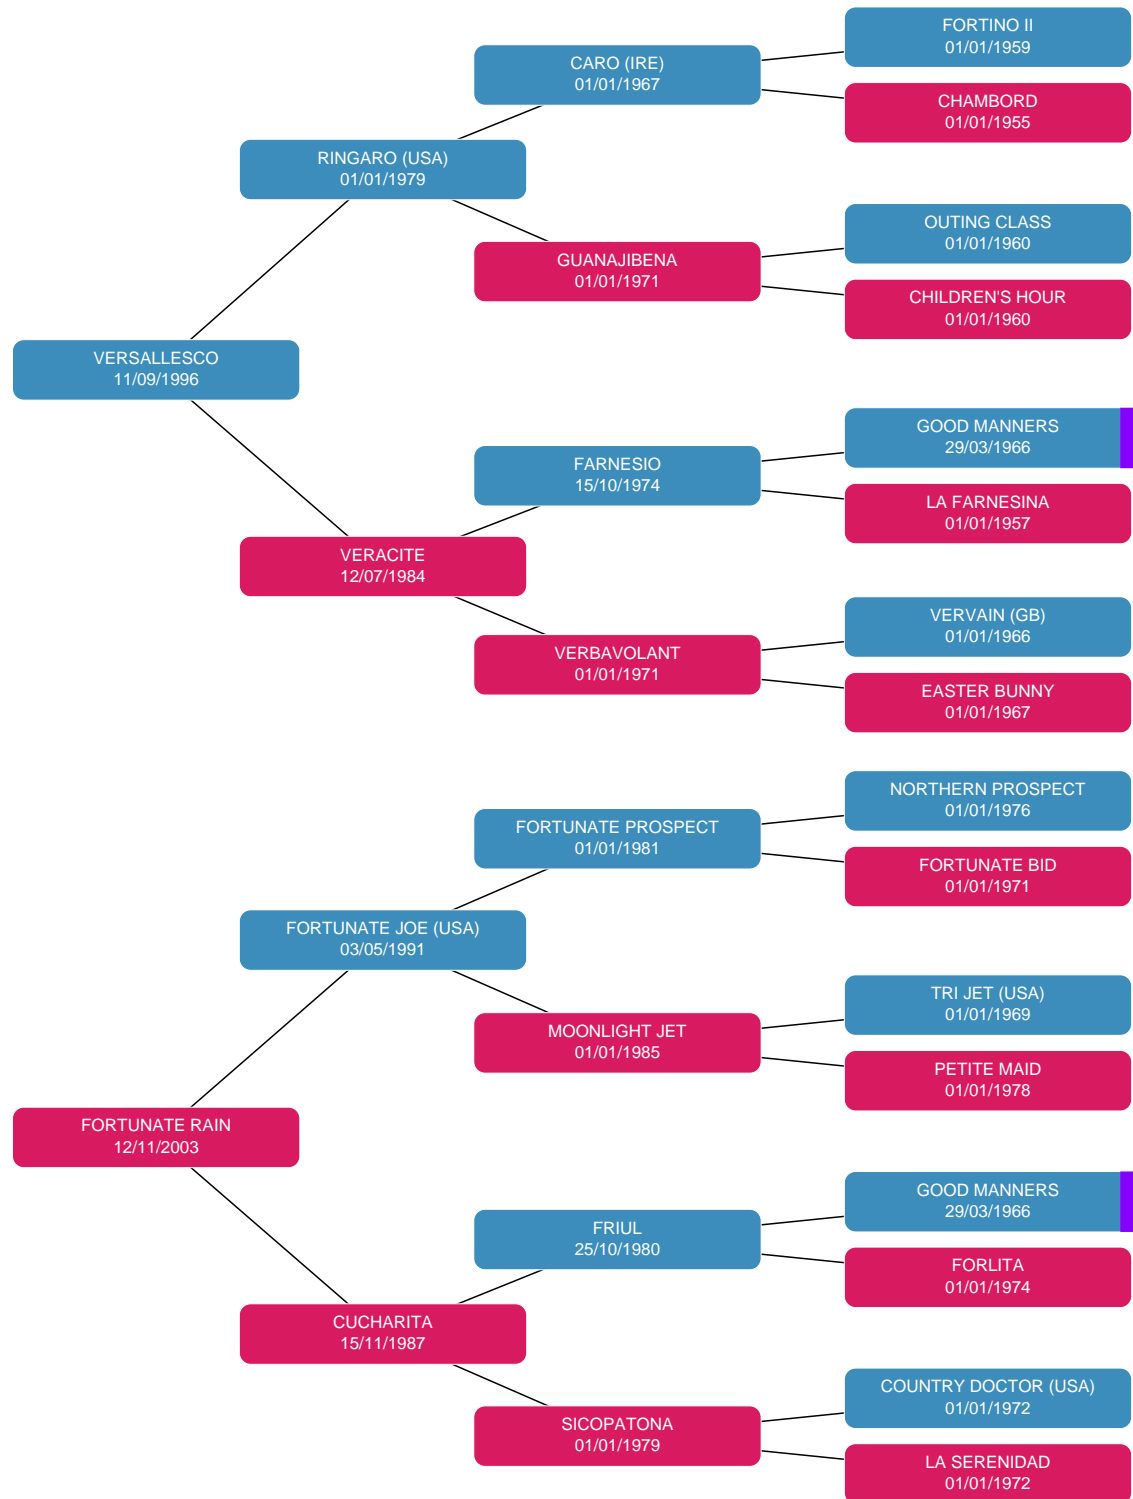 FORTINO II
01/01/1959
CARO (IRE)
01/01/1967
CHAMBORD
01/01/1955
RINGARO (USA)
01/01/1979
OUTING CLASS
01/01/1960
GUANAJIBENA
01/01/1971
CHILDREN'S HOUR
01/01/1960
VERSALLESCO
11/09/1996
GOOD MANNERS
29/03/1966
FARNESIO
15/10/1974
LA FARNESINA
01/01/1957
VERACITE
12/07/1984
VERVAIN (GB)
01/01/1966
VERBAVOLANT
01/01/1971
EASTER BUNNY
01/01/1967
NORTHERN PROSPECT
01/01/1976
FORTUNATE PROSPECT
01/01/1981
FORTUNATE BID
01/01/1971
FORTUNATE JOE (USA)
03/05/1991
TRI JET (USA)
01/01/1969
MOONLIGHT JET
01/01/1985
PETITE MAID
01/01/1978
FORTUNATE RAIN
12/11/2003
GOOD MANNERS
29/03/1966
FRIUL
25/10/1980
FORLITA
01/01/1974
CUCHARITA
15/11/1987
COUNTRY DOCTOR (USA)
01/01/1972
SICOPATONA
01/01/1979
LA SERENIDAD
01/01/1972